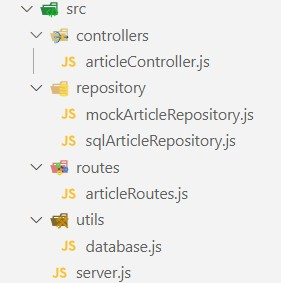 src
controllers
JS articleController.js
repository
JS mockArticleRepository.js
JS sqlArticleRepository.js
routes
JS articleRoutes.js
utils
JS database.js
JS server.js